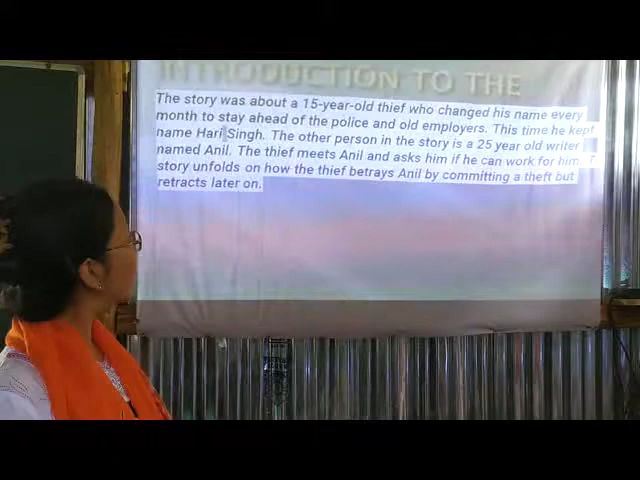 INTRODUCTION TO THE
The story was about a 15-year-old thief who changed his name every
month to stay ahead of the police and old employers. This time he kept
name Hari Singh. The other person in the story is a 25 year old writer
named Anil. The thief meets Anil and asks him if he can work for him.
story unfolds on how the thief betrays Anil by committing a theft but
retracts later on.